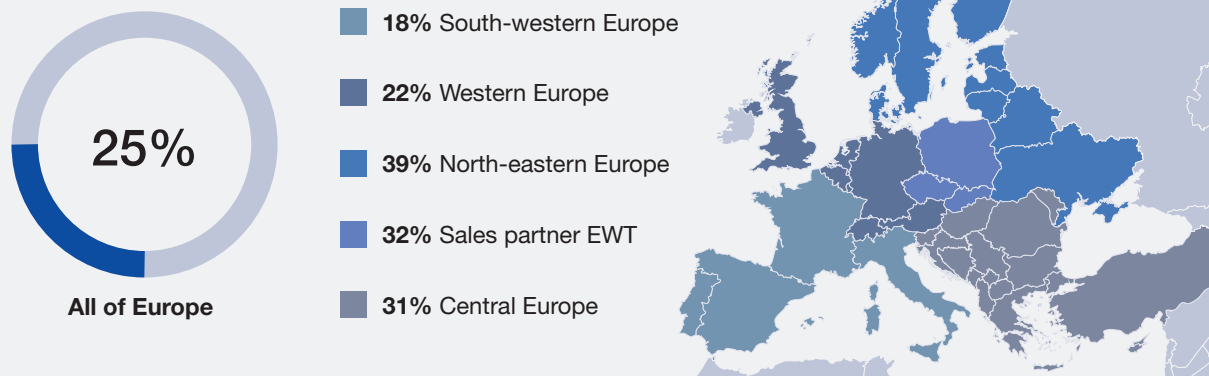 25%
All of Europe
18% South-western Europe
22% Western Europe
39% North-eastern Europe
32% Sales partner EWT
31% Central Europe